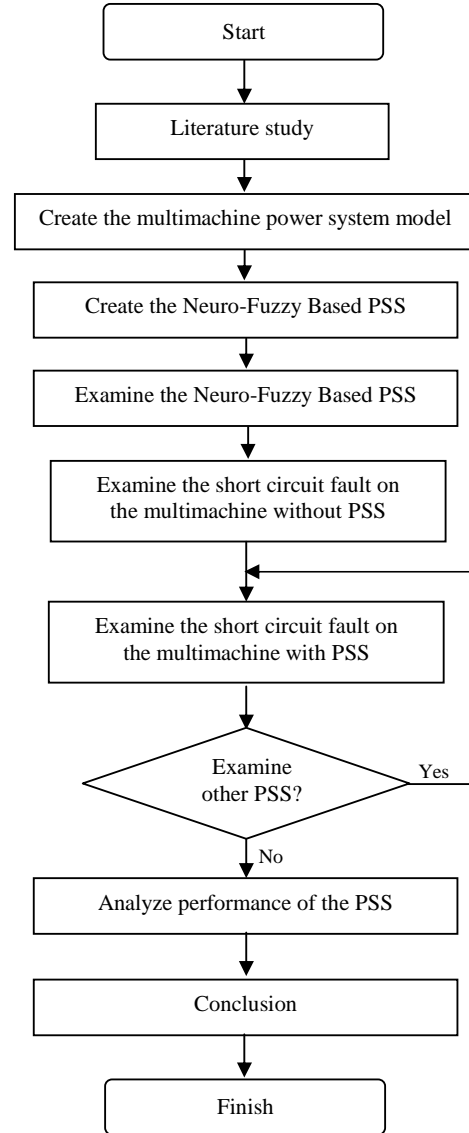 Start
Literature study
Create the multimachine power system model
Create the Neuro-Fuzzy Based PSS
Examine the Neuro-Fuzzy Based PSS
Examine the short circuit fault on
the multimachine without PSS
Examine the short circuit fault on
the multimachine with PSS
Examine
other PSS?
Yes
No
Analyze performance of the PSS
Conclusion
Finish